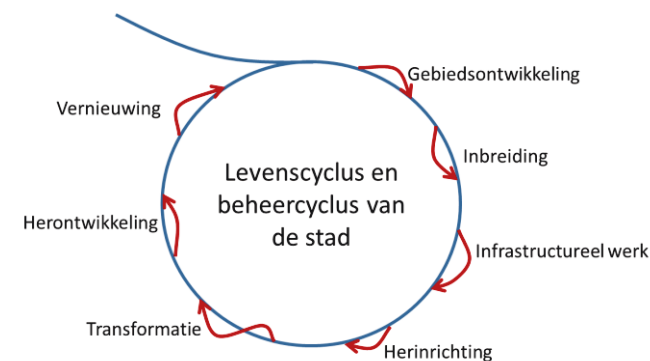 Gebiedsontwikkeling
Vernieuwing
Inbreiding
Levenscyclus en
beheercyclus van
de stad
Herontwikkeling
Infrastructureel werk
Transformatie
Herinrichting